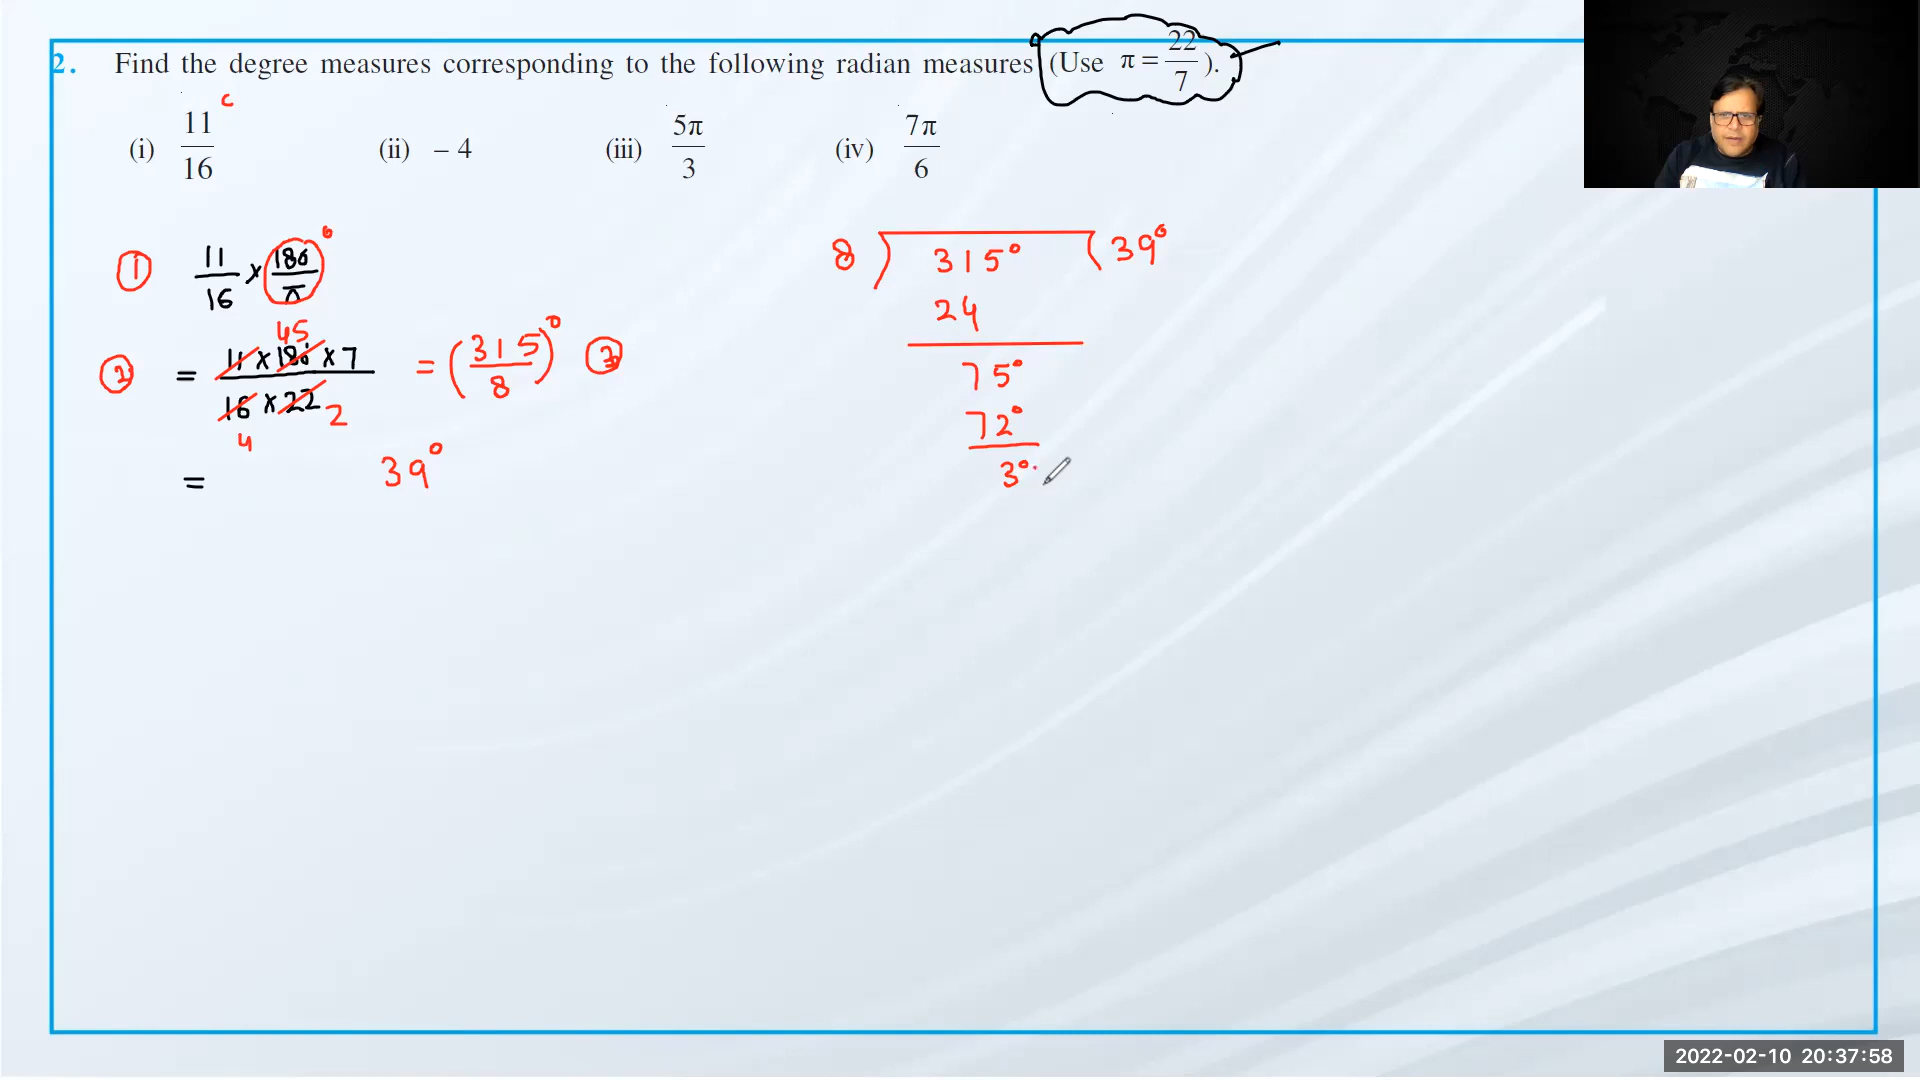 2. Find the degree measures corresponding to the following radian measures (Use π = 22/7 ).
(i) 11/16 c (ii) – 4 (iii) 5π/3 (iv) 7π/6
① 11/16 × 180/π °
② = 11 × 180 × 7 / 16 × 22 = (315/8)° ③
45
4 2
= 39°
8 ) 315° ( 39°
24
75°
72°
3°
2022-02-10 20:37:58